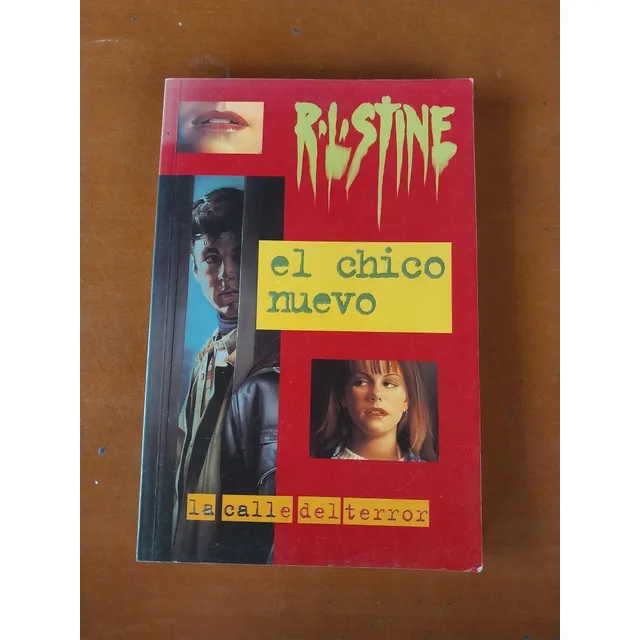 R.L.STINE
el chico
nuevo
la calle del terror